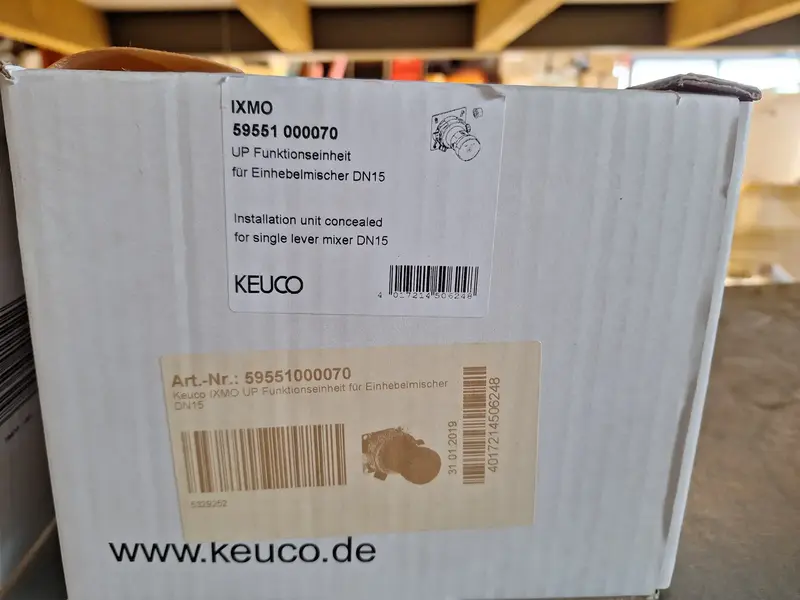 IXMO
59551 000070
UP Funktionseinheit
für Einhebelmischer DN15
Installation unit concealed
for single lever mixer DN15
KEUCO
4 017214 506248
Art.-Nr.: 59551000070
Keuco IXMO UP Funktionseinheit für Einhebelmischer
DN15
31.01.2019
4017214506248
5329252
www.keuco.de